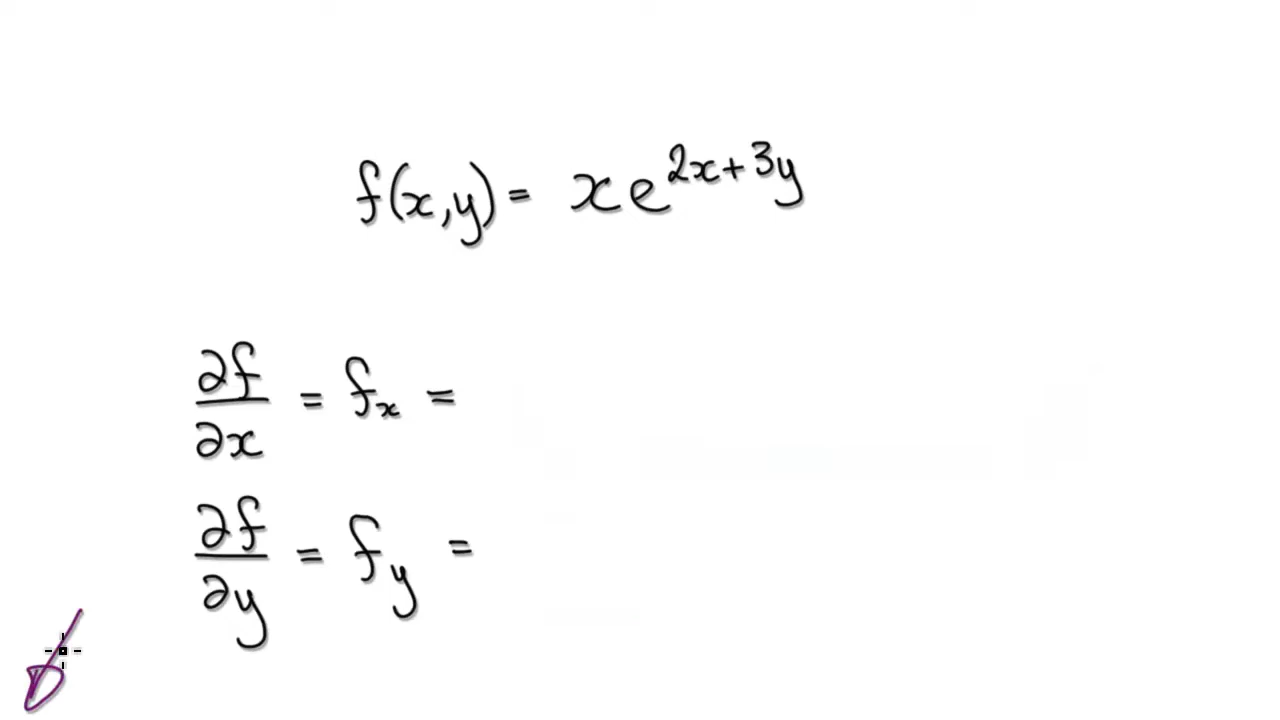 f(x,y) = xe^{2x+3y}
∂f/∂x = f_x =
∂f/∂y = f_y =